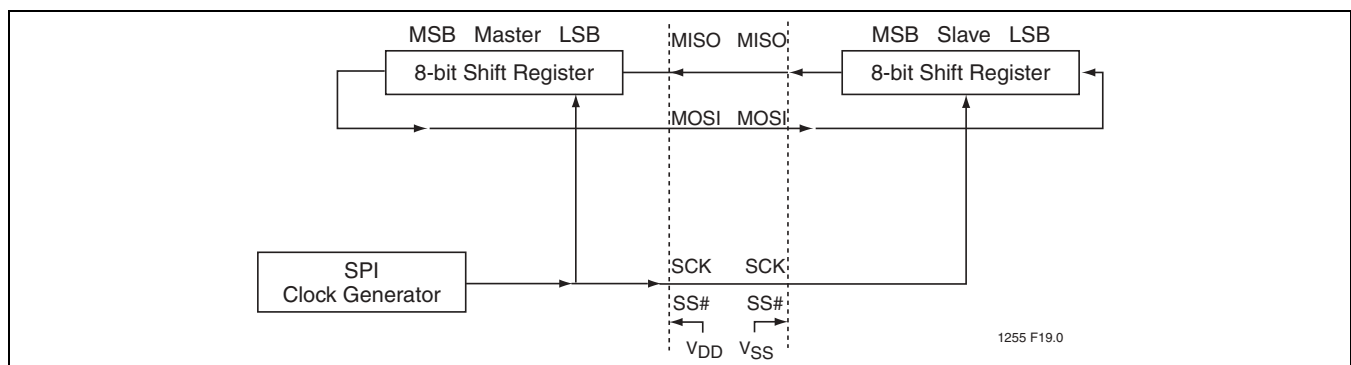 MSB Master LSB
MISO MISO
MSB Slave LSB
8-bit Shift Register
8-bit Shift Register
MOSI MOSI
SPI
Clock Generator
SCK SCK
SS# SS#
VDD VSS
1255 F19.0